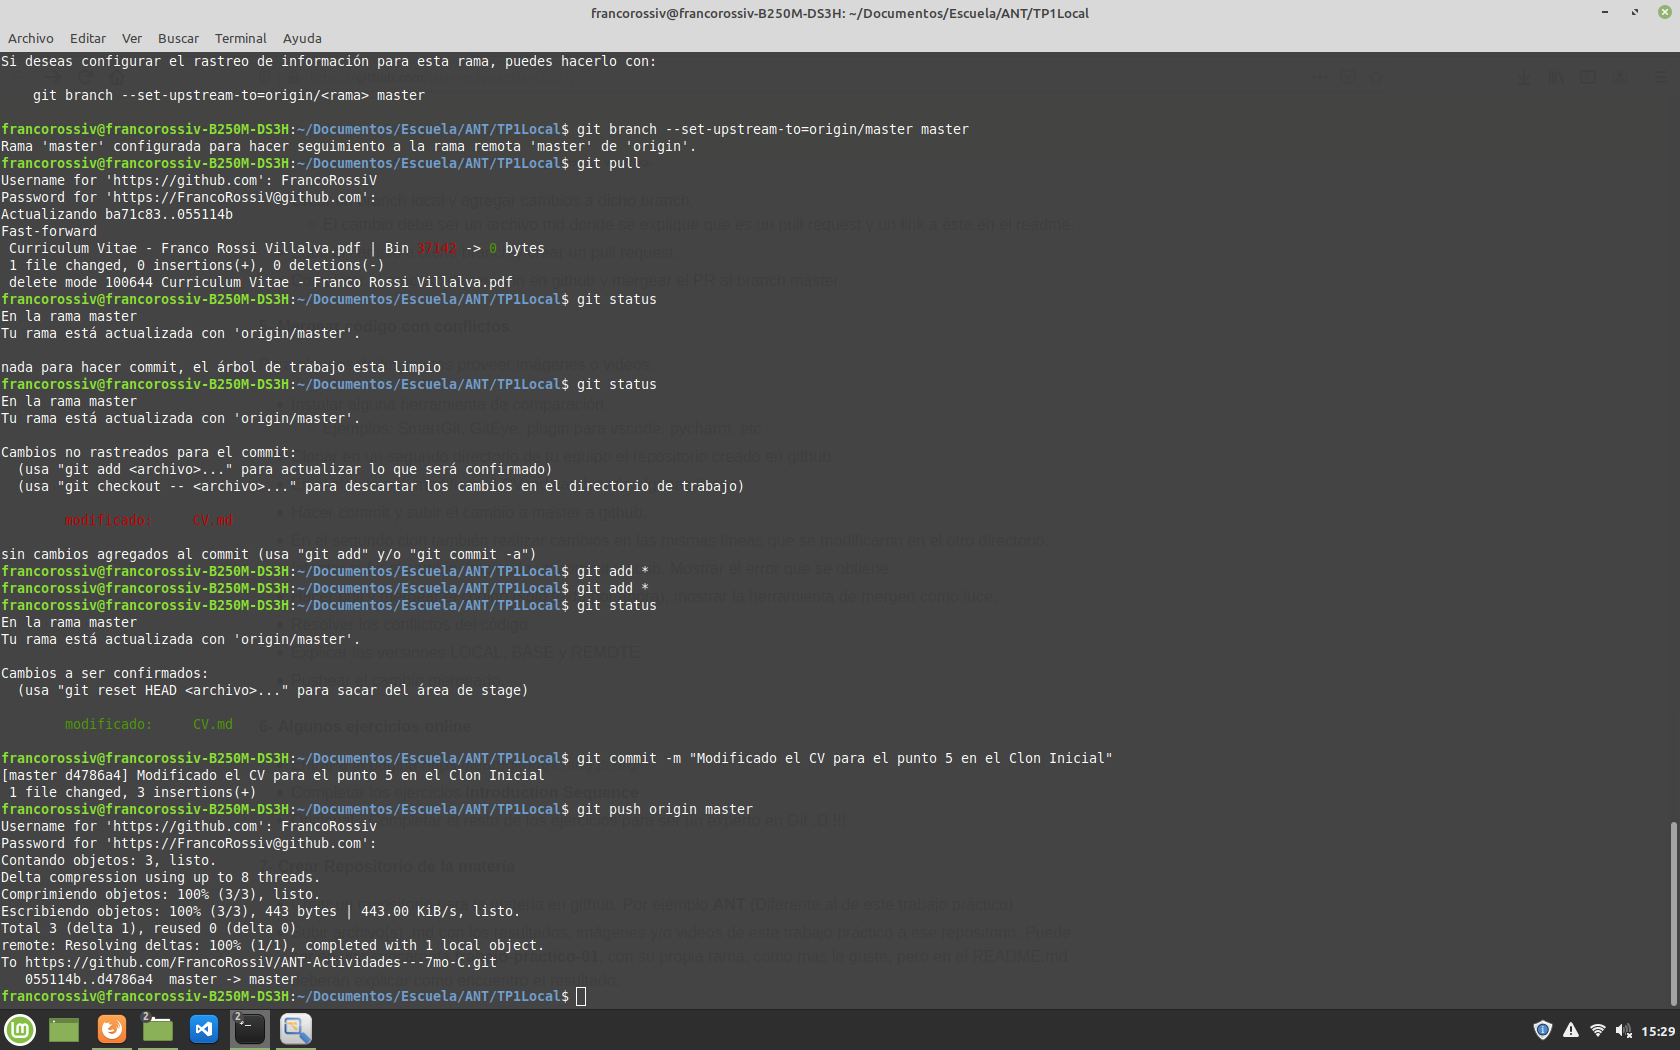 francorossiv@francorossiv-B250M-DS3H: ~/Documentos/Escuela/ANT/TP1Local
Archivo Editar Ver Buscar Terminal Ayuda
Si deseas configurar el rastreo de información para esta rama, puedes hacerlo con:
git branch --set-upstream-to=origin/<rama> master
francorossiv@francorossiv-B250M-DS3H:~/Documentos/Escuela/ANT/TP1Local$ git branch --set-upstream-to=origin/master master
Rama 'master' configurada para hacer seguimiento a la rama remota 'master' de 'origin'.
francorossiv@francorossiv-B250M-DS3H:~/Documentos/Escuela/ANT/TP1Local$ git pull
Username for 'https://github.com': FrancoRossiV
Password for 'https://FrancoRossiV@github.com':
Actualizando ba71c83..055114b
Fast-forward
Curriculum Vitae - Franco Rossi Villalva.pdf | Bin 37142 -> 0 bytes
1 file changed, 0 insertions(+), 0 deletions(-)
delete mode 100644 Curriculum Vitae - Franco Rossi Villalva.pdf
francorossiv@francorossiv-B250M-DS3H:~/Documentos/Escuela/ANT/TP1Local$ git status
En la rama master
Tu rama está actualizada con 'origin/master'.
nada para hacer commit, el árbol de trabajo esta limpio
francorossiv@francorossiv-B250M-DS3H:~/Documentos/Escuela/ANT/TP1Local$ git status
En la rama master
Tu rama está actualizada con 'origin/master'.
Cambios no rastreados para el commit:
(usa "git add <archivo>..." para actualizar lo que será confirmado)
(usa "git checkout -- <archivo>..." para descartar los cambios en el directorio de trabajo)
modificado: CV.md
sin cambios agregados al commit (usa "git add" y/o "git commit -a")
francorossiv@francorossiv-B250M-DS3H:~/Documentos/Escuela/ANT/TP1Local$ git add *
francorossiv@francorossiv-B250M-DS3H:~/Documentos/Escuela/ANT/TP1Local$ git add *
francorossiv@francorossiv-B250M-DS3H:~/Documentos/Escuela/ANT/TP1Local$ git status
En la rama master
Tu rama está actualizada con 'origin/master'.
Cambios a ser confirmados:
(usa "git reset HEAD <archivo>..." para sacar del área de stage)
modificado: CV.md
francorossiv@francorossiv-B250M-DS3H:~/Documentos/Escuela/ANT/TP1Local$ git commit -m "Modificado el CV para el punto 5 en el Clon Inicial"
[master d4786a4] Modificado el CV para el punto 5 en el Clon Inicial
1 file changed, 3 insertions(+)
francorossiv@francorossiv-B250M-DS3H:~/Documentos/Escuela/ANT/TP1Local$ git push origin master
Username for 'https://github.com': FrancoRossiv
Password for 'https://FrancoRossiv@github.com':
Contando objetos: 3, listo.
Delta compression using up to 8 threads.
Comprimiendo objetos: 100% (3/3), listo.
Escribiendo objetos: 100% (3/3), 443 bytes | 443.00 KiB/s, listo.
Total 3 (delta 1), reused 0 (delta 0)
remote: Resolving deltas: 100% (1/1), completed with 1 local object.
To https://github.com/FrancoRossiV/ANT-Actividades---7mo-C.git
055114b..d4786a4 master -> master
francorossiv@francorossiv-B250M-DS3H:~/Documentos/Escuela/ANT/TP1Local$
2 2 15:29